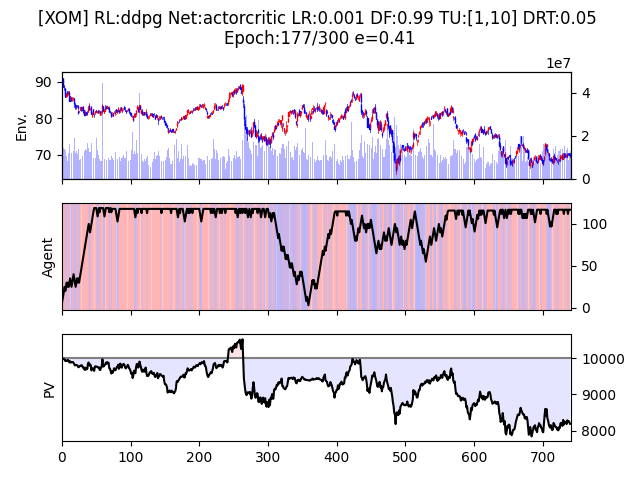 [XOM] RL:ddpg Net:actorcritic LR:0.001 DF:0.99 TU:[1,10] DRT:0.05
Epoch:177/300 e=0.41
1e7
90
80
70
Env.
4
2
0
Agent
100
50
0
PV
10000
9000
8000
0 100 200 300 400 500 600 700